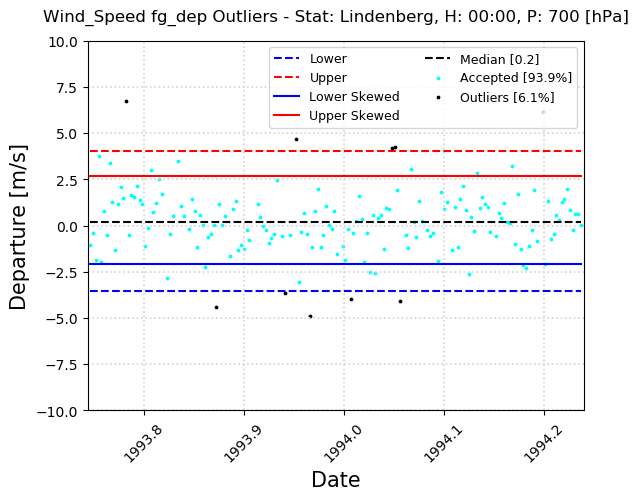 Wind_Speed fg_dep Outliers - Stat: Lindenberg, H: 00:00, P: 700 [hPa]
Departure [m/s]
10.0
7.5
5.0
2.5
0.0
−2.5
−5.0
−7.5
−10.0
Lower
Upper
Lower Skewed
Upper Skewed
Median [0.2]
Accepted [93.9%]
Outliers [6.1%]
1993.8
1993.9
1994.0
1994.1
1994.2
Date